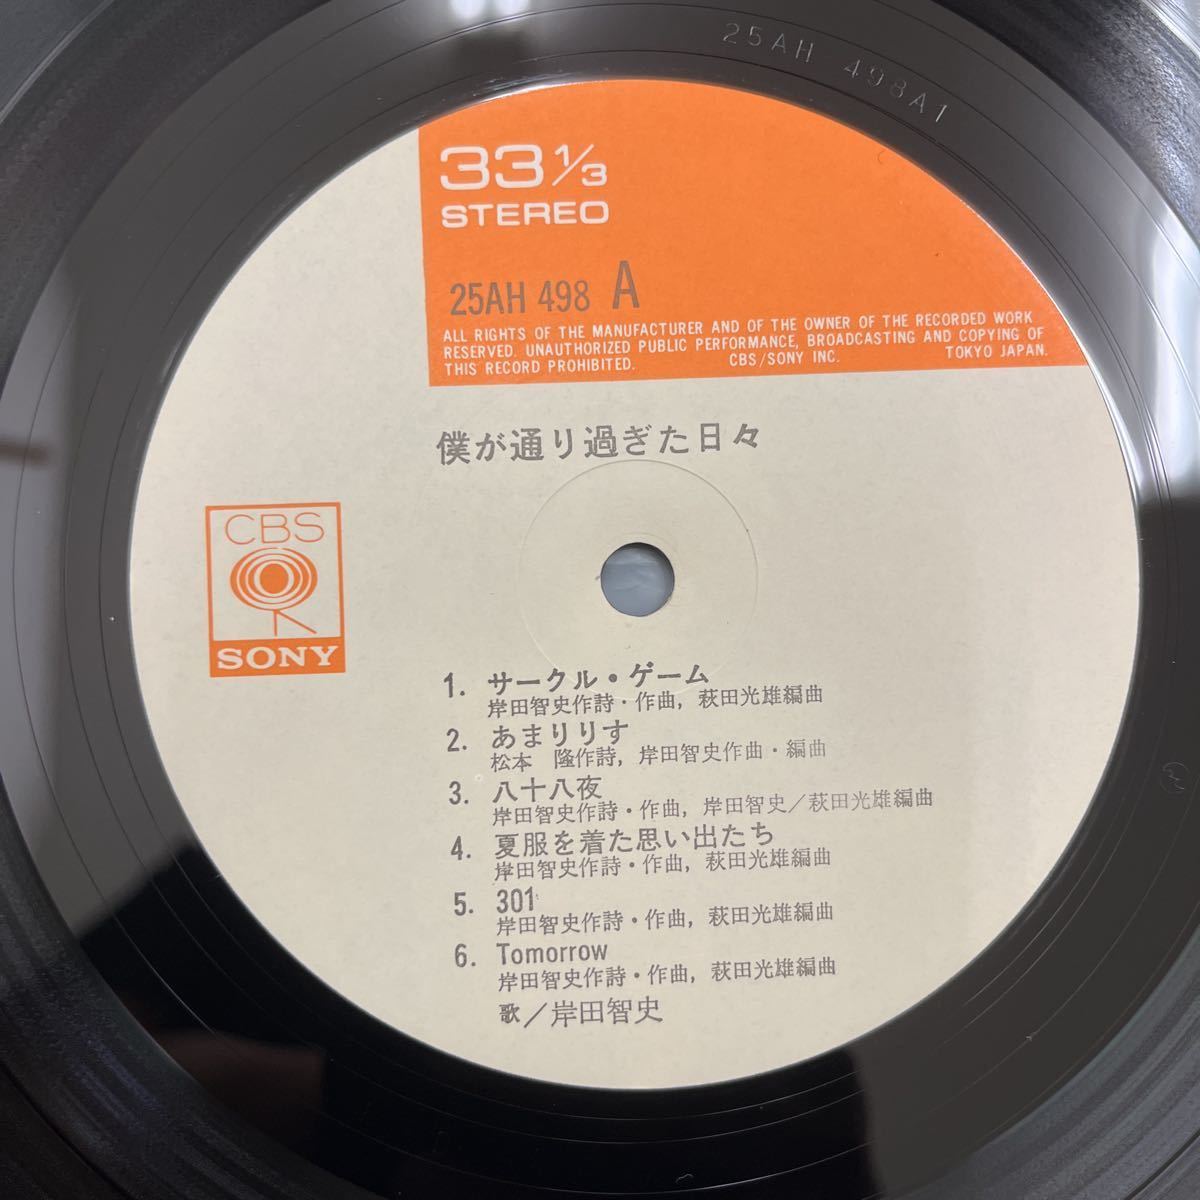 25AH 498A1
33 1/3
STEREO
25AH 498 A
ALL RIGHTS OF THE MANUFACTURER AND OF THE OWNER OF THE RECORDED WORK
RESERVED. UNAUTHORIZED PUBLIC PERFORMANCE, BROADCASTING AND COPYING OF
THIS RECORD PROHIBITED. CBS/SONY INC. TOKYO JAPAN.
僕が通り過ぎた日々
CBS
SONY
1. サークル・ゲーム
岸田智史作詩・作曲, 萩田光雄編曲
2. あまりりす
松本 隆作詩, 岸田智史作曲・編曲
3. 八十八夜
岸田智史作詩・作曲, 岸田智史／萩田光雄編曲
4. 夏服を着た思い出たち
岸田智史作詩・作曲, 萩田光雄編曲
5. 301
岸田智史作詩・作曲, 萩田光雄編曲
6. Tomorrow
岸田智史作詩・作曲, 萩田光雄編曲
歌／岸田智史